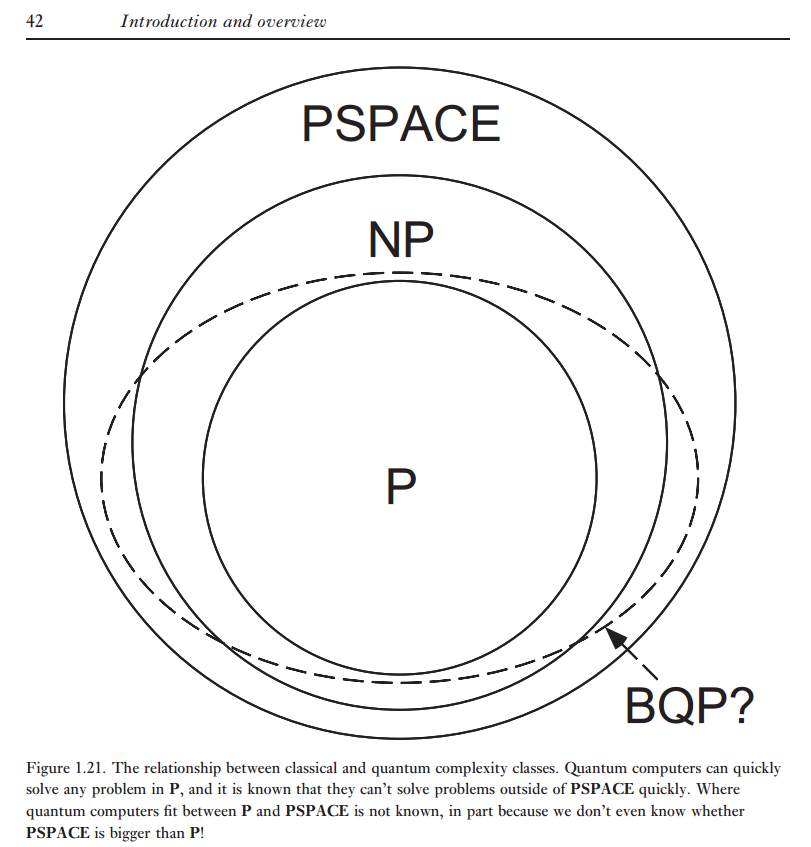 42 Introduction and overview
PSPACE
NP
P
BQP?
Figure 1.21. The relationship between classical and quantum complexity classes. Quantum computers can quickly
solve any problem in P, and it is known that they can't solve problems outside of PSPACE quickly. Where
quantum computers fit between P and PSPACE is not known, in part because we don't even know whether
PSPACE is bigger than P!